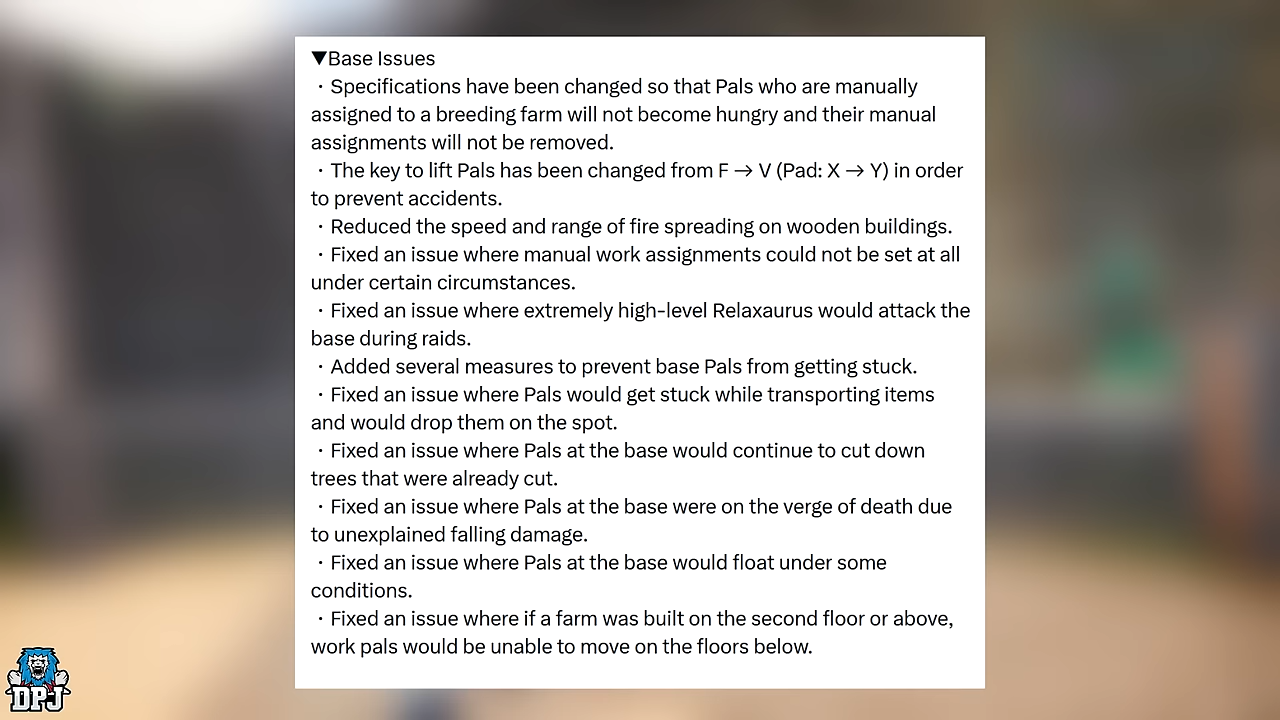 ▼Base Issues
・Specifications have been changed so that Pals who are manually
assigned to a breeding farm will not become hungry and their manual
assignments will not be removed.
・The key to lift Pals has been changed from F → V (Pad: X → Y) in order
to prevent accidents.
・Reduced the speed and range of fire spreading on wooden buildings.
・Fixed an issue where manual work assignments could not be set at all
under certain circumstances.
・Fixed an issue where extremely high-level Relaxaurus would attack the
base during raids.
・Added several measures to prevent base Pals from getting stuck.
・Fixed an issue where Pals would get stuck while transporting items
and would drop them on the spot.
・Fixed an issue where Pals at the base would continue to cut down
trees that were already cut.
・Fixed an issue where Pals at the base were on the verge of death due
to unexplained falling damage.
・Fixed an issue where Pals at the base would float under some
conditions.
・Fixed an issue where if a farm was built on the second floor or above,
work pals would be unable to move on the floors below.
DPJ